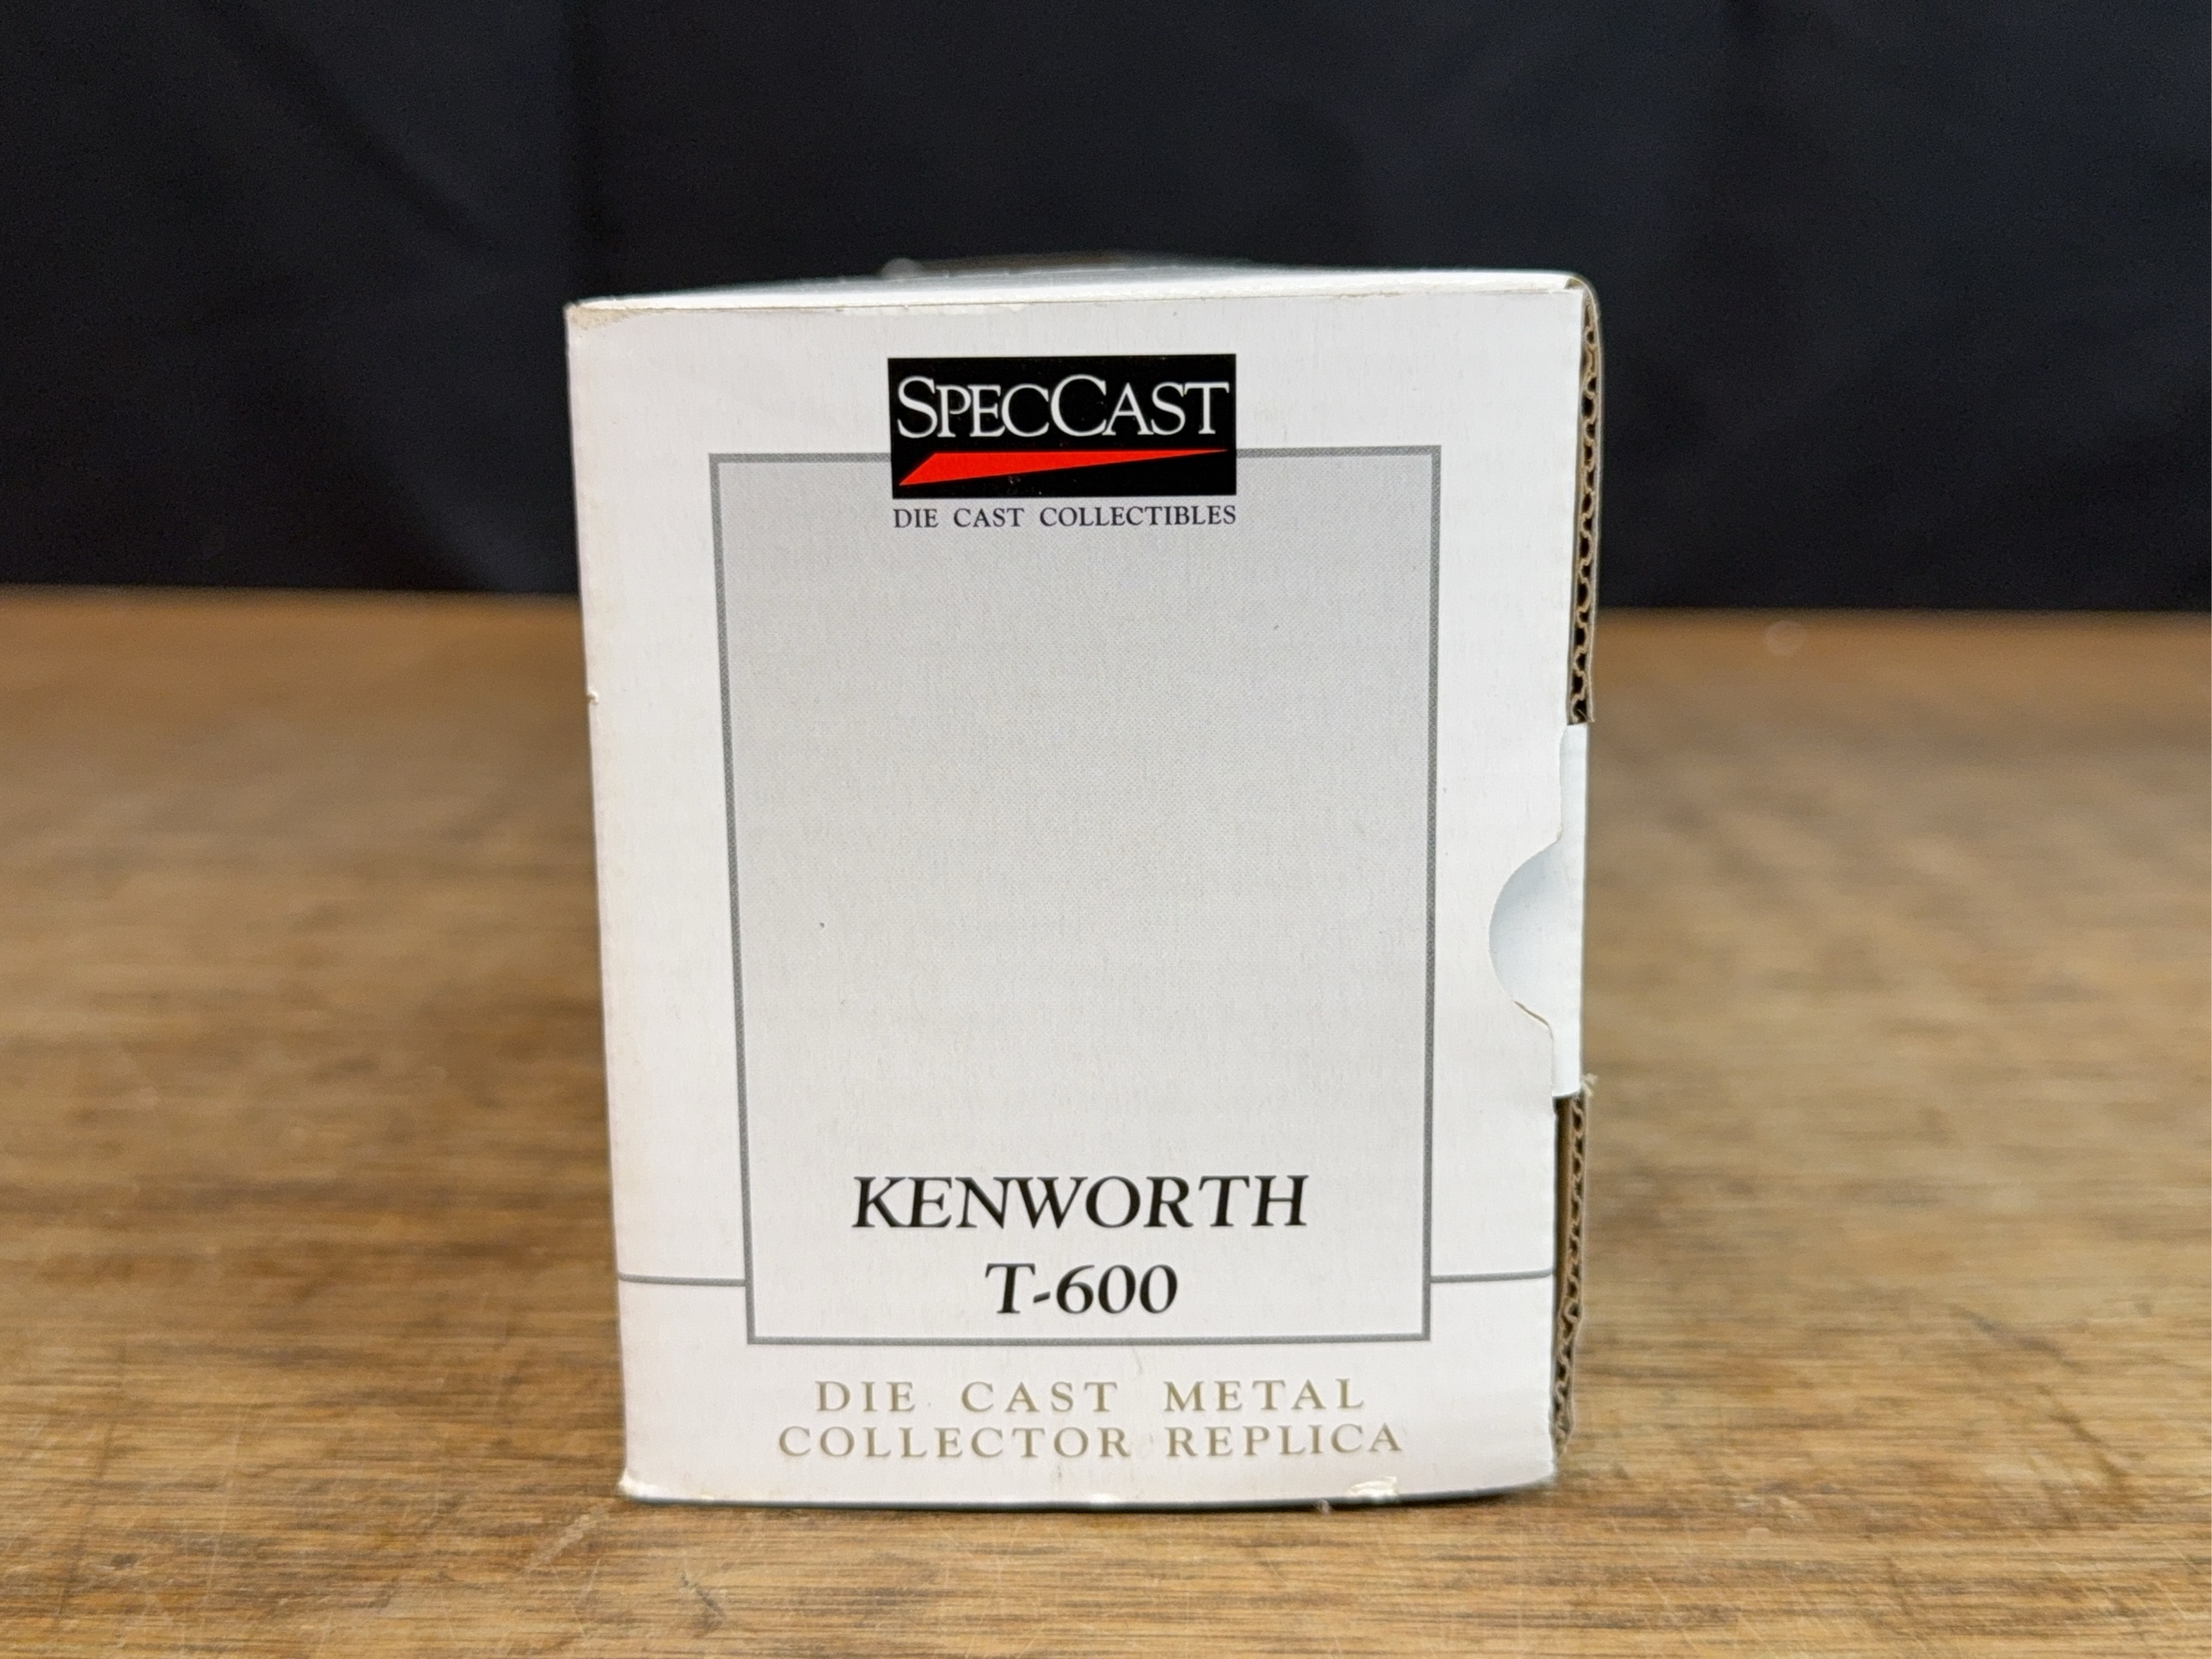 SPECCAST
DIE CAST COLLECTIBLES
KENWORTH
T-600
DIE CAST METAL
COLLECTOR REPLICA